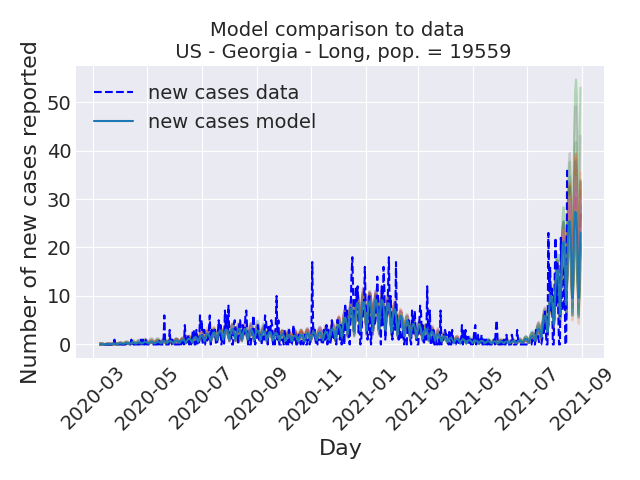 Model comparison to data
US - Georgia - Long, pop. = 19559
Number of new cases reported
50
40
30
20
10
0
new cases data
new cases model
2020-03
2020-05
2020-07
2020-09
2020-11
2021-01
2021-03
2021-05
2021-07
2021-09
Day